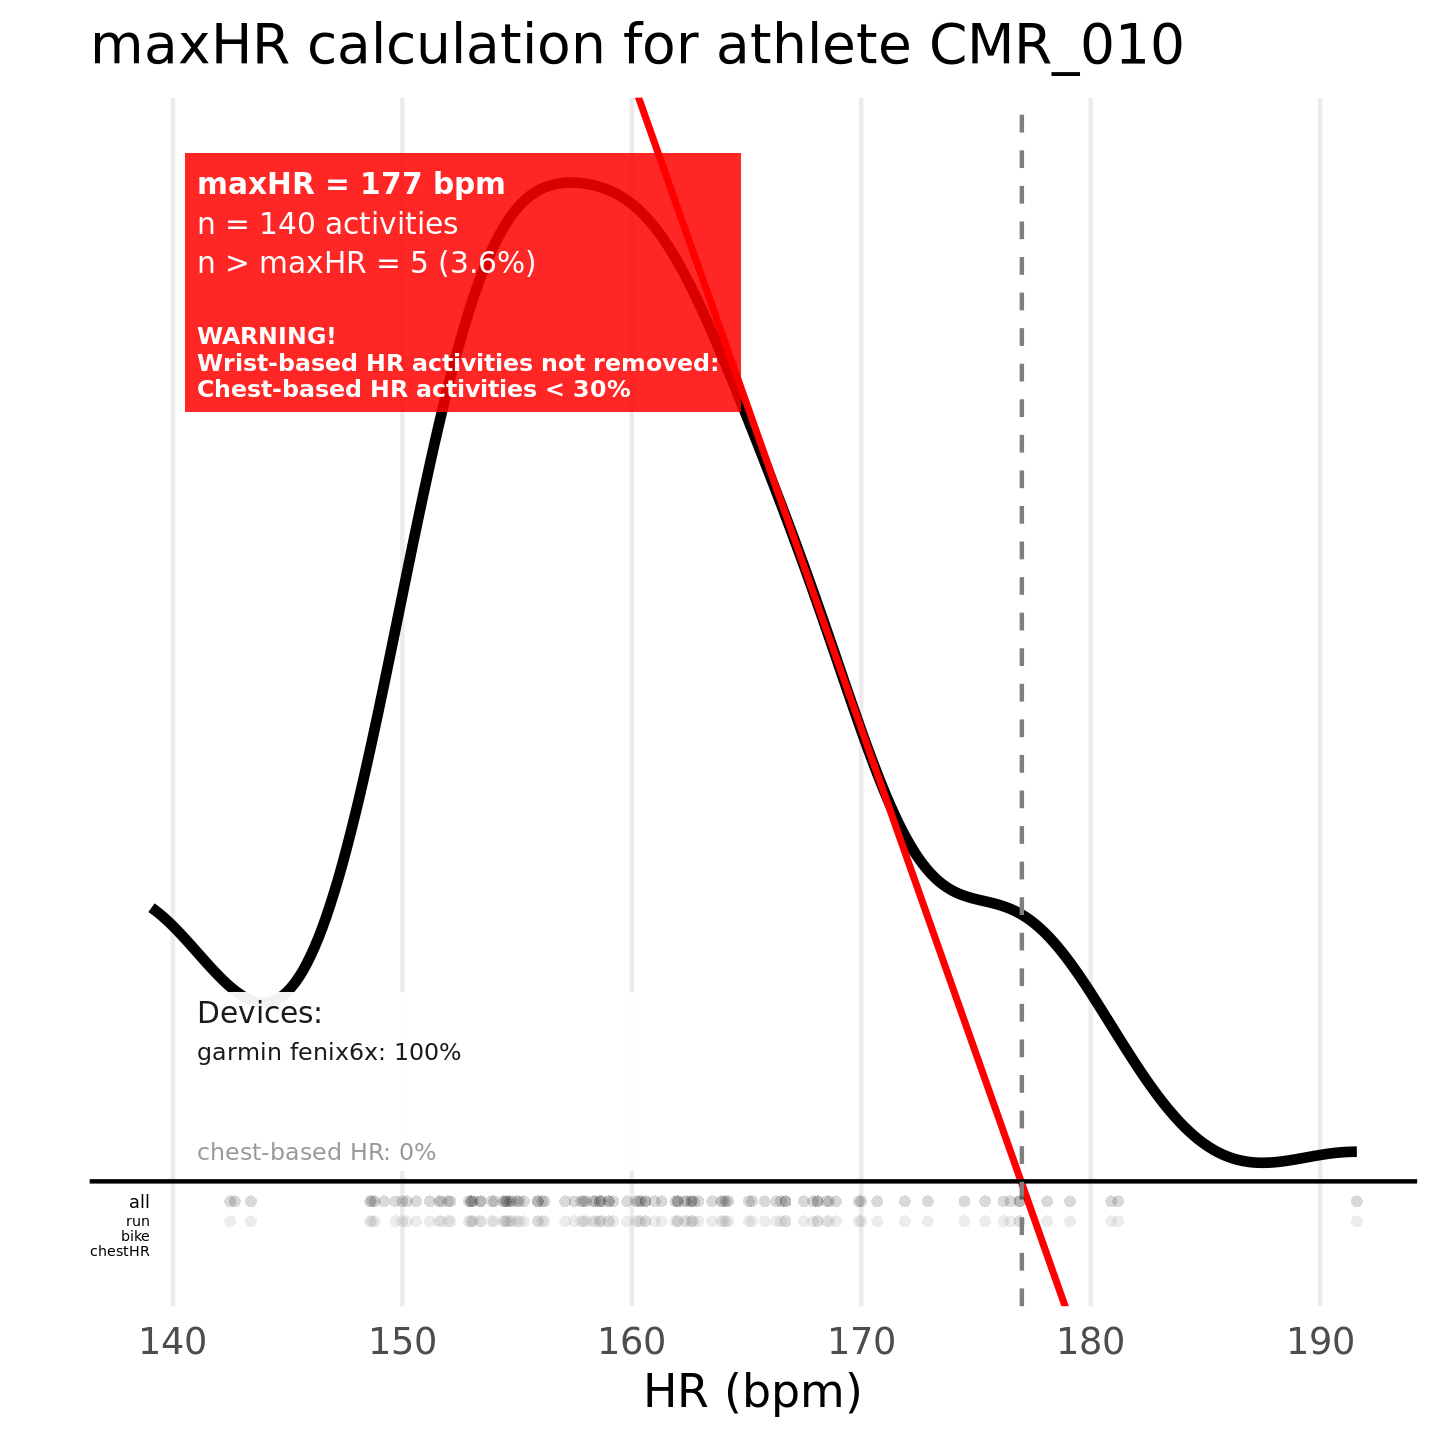 maxHR calculation for athlete CMR_010
maxHR = 177 bpm
n = 140 activities
n > maxHR = 5 (3.6%)
WARNING!
Wrist-based HR activities not removed:
Chest-based HR activities < 30%
Devices:
garmin fenix6x: 100%
chest-based HR: 0%
all
run
bike
chestHR
140 150 160 170 180 190
HR (bpm)